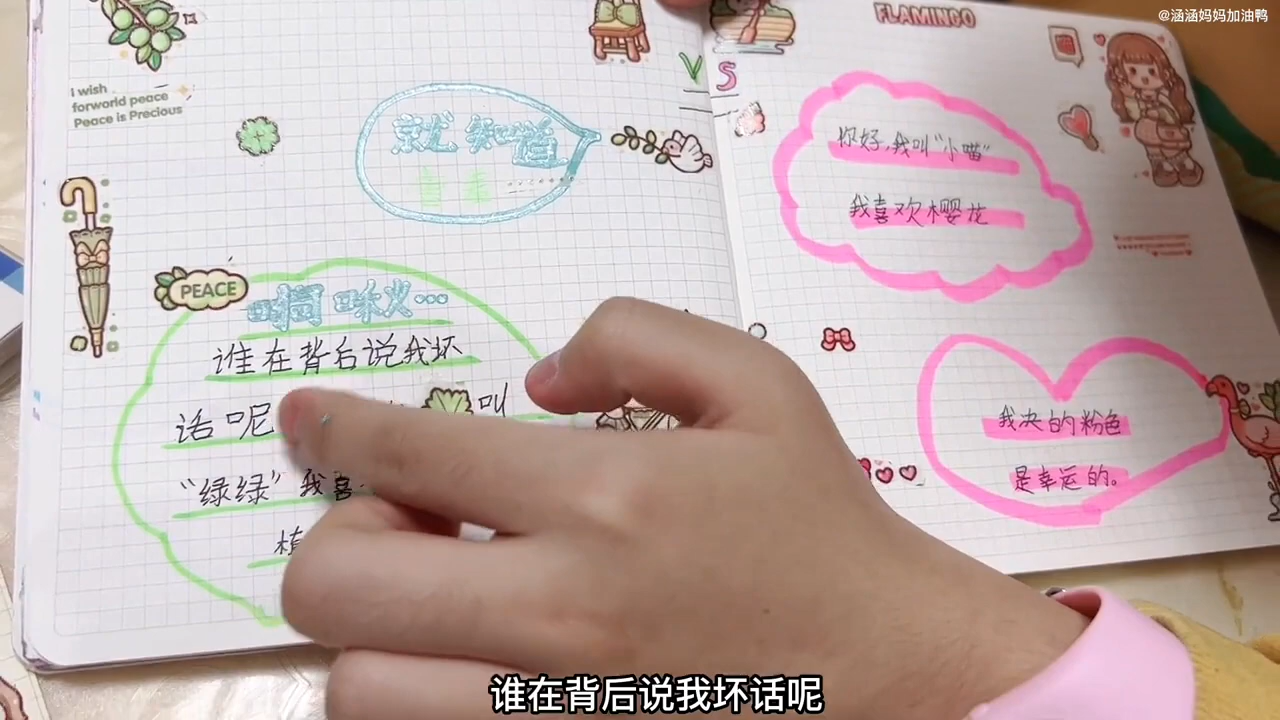 @涵涵妈妈加油鸭
I wish
forworld peace
Peace is Precious
就知道
VS
FLAMINGO
你好,我叫“小喵”
我喜欢樱花
PEACE
谁在背后说我坏
话呢
叫
“绿绿”我喜
植
我决的粉色
是幸运的。
谁在背后说我坏话呢